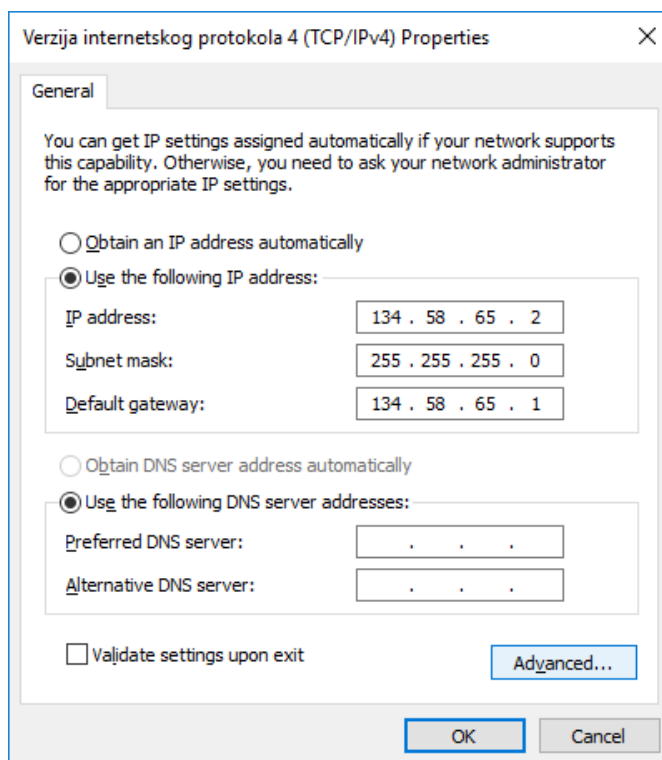 Verzija internetskog protokola 4 (TCP/IPv4) Properties
General
You can get IP settings assigned automatically if your network supports
this capability. Otherwise, you need to ask your network administrator
for the appropriate IP settings.
Obtain an IP address automatically
Use the following IP address:
IP address: 134 . 58 . 65 . 2
Subnet mask: 255 . 255 . 255 . 0
Default gateway: 134 . 58 . 65 . 1
Obtain DNS server address automatically
Use the following DNS server addresses:
Preferred DNS server: . . .
Alternative DNS server: . . .
Validate settings upon exit
Advanced...
OK Cancel